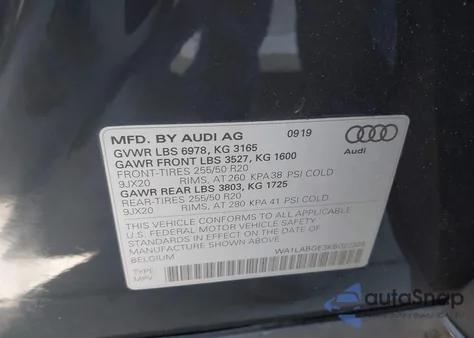 MFD. BY AUDI AG 0919
GVWR LBS 6978, KG 3165
GAWR FRONT LBS 3527, KG 1600
FRONT-TIRES 255/50 R20
9JX20 RIMS, AT 260 KPA 38 PSI COLD
GAWR REAR LBS 3803, KG 1725
REAR-TIRES 255/50 R20
9JX20 RIMS, AT 280 KPA 41 PSI COLD
THIS VEHICLE CONFORMS TO ALL APPLICABLE
U.S. FEDERAL MOTOR VEHICLE SAFETY
STANDARDS IN EFFECT ON THE DATE OF
MANUFACTURE SHOWN ABOVE.
BELGIUM
TYPE:
MPV
Audi
autoSnap